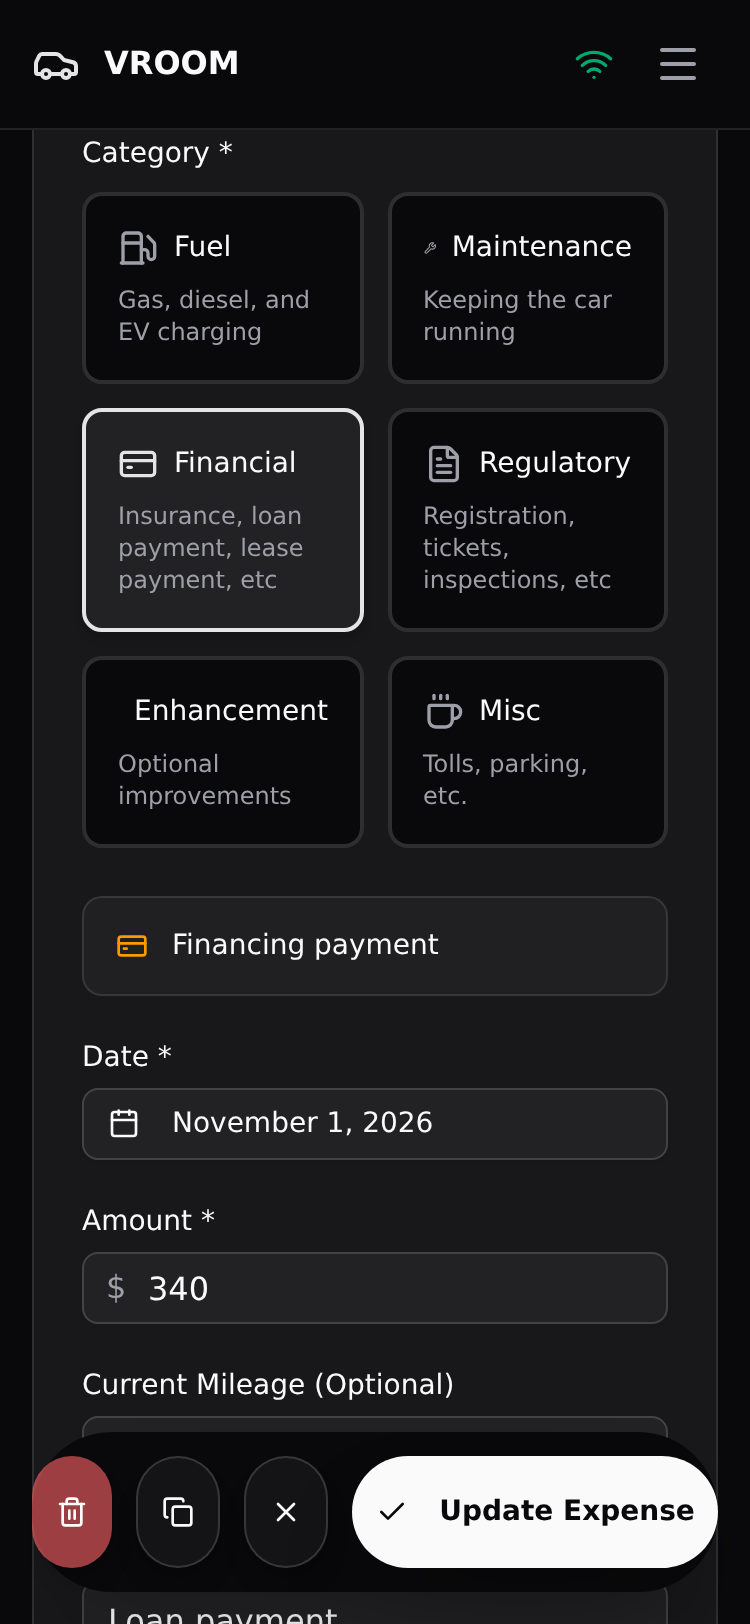 VROOM
Category *
Fuel
Gas, diesel, and
EV charging
Maintenance
Keeping the car
running
Financial
Insurance, loan
payment, lease
payment, etc
Regulatory
Registration,
tickets,
inspections, etc
Enhancement
Optional
improvements
Misc
Tolls, parking,
etc.
Financing payment
Date *
November 1, 2026
Amount *
$ 340
Current Mileage (Optional)
Update Expense
Loan payment